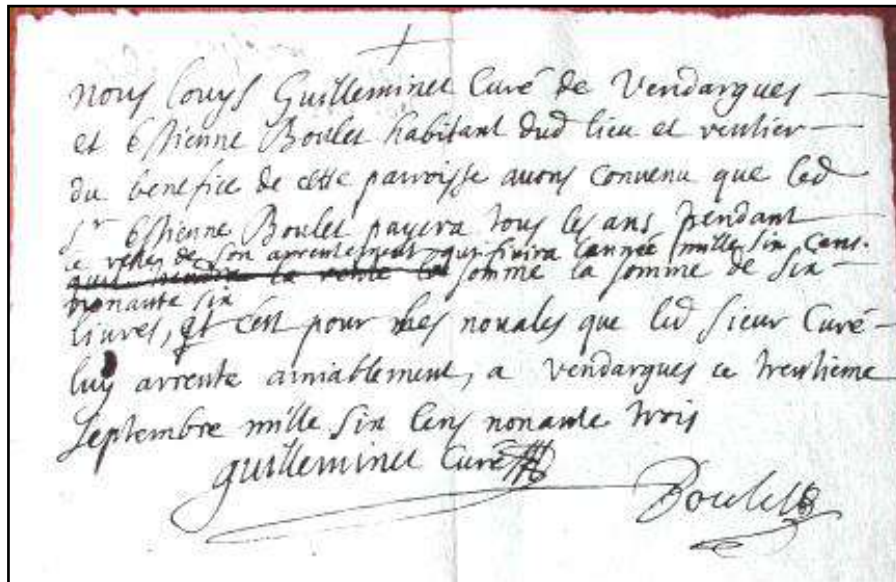 nous louys Guilleminet Curé de Vendargues
et Estienne Boulet habitant dud lieu et rentier
du benefice de cette parroisse avons convenu que led
Sr Estienne Boulet payera tous les ans pendant
ce reste de son arrentement qui finira l'année mille six cens
nonante six
la somme la somme de six
livres, et c'est pour les novales que led sieur Curé
luy arrente amiablement, a vendargues ce trentieme
septembre mille six cens nonante trois
guilleminet Curé
Boulet